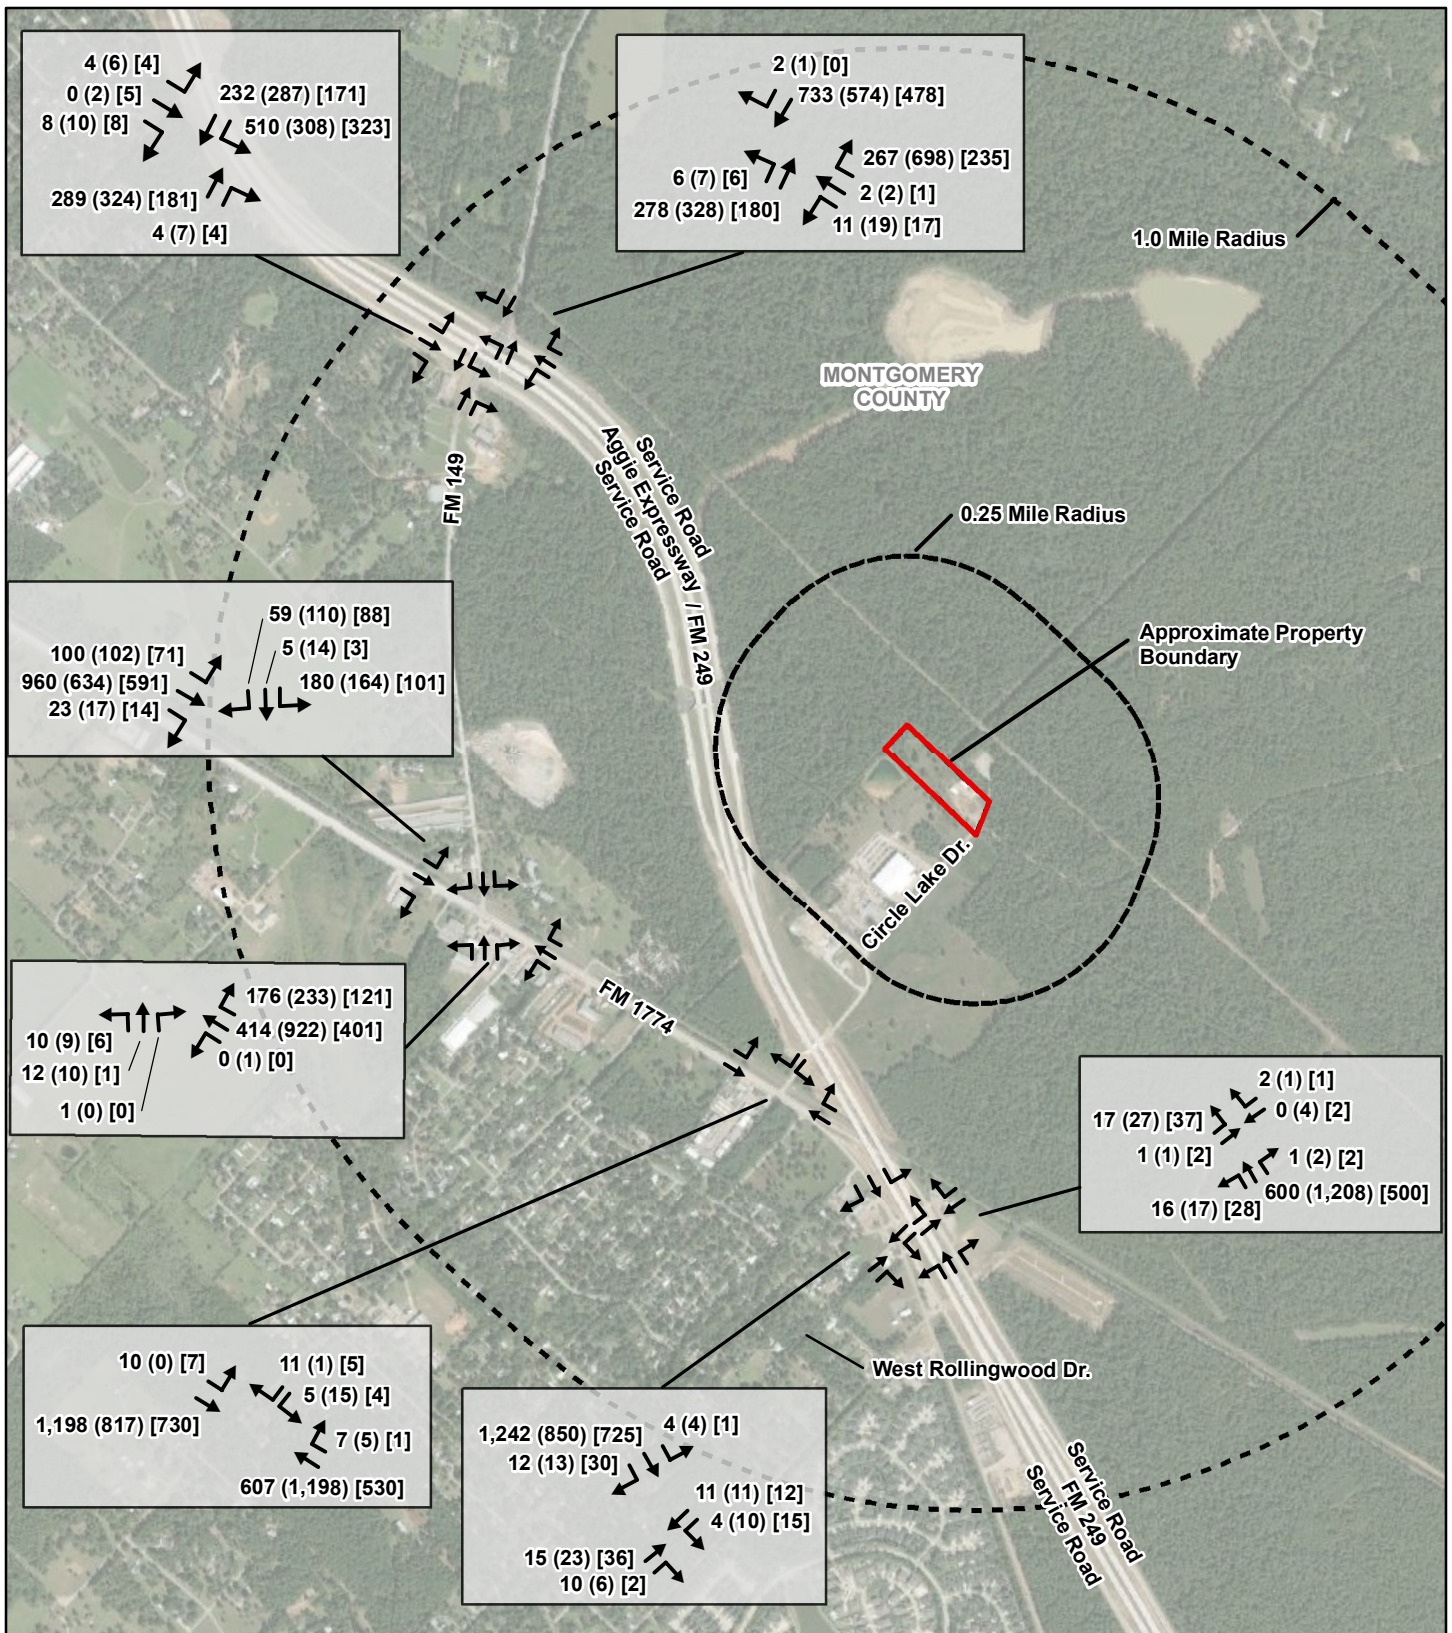 4 (6) [4]
0 (2) [5]
8 (10) [8]
232 (287) [171]
510 (308) [323]
289 (324) [181]
4 (7) [4]
2 (1) [0]
733 (574) [478]
267 (698) [235]
6 (7) [6]
2 (2) [1]
278 (328) [180]
11 (19) [17]
1.0 Mile Radius
MONTGOMERY
COUNTY
Service Road
Aggie Expressway / FM 249
Service Road
FM 149
0.25 Mile Radius
59 (110) [88]
5 (14) [3]
100 (102) [71]
960 (634) [591]
180 (164) [101]
23 (17) [14]
Approximate Property
Boundary
Circle Lake Dr.
FM 1774
176 (233) [121]
414 (922) [401]
10 (9) [6]
0 (1) [0]
12 (10) [1]
1 (0) [0]
2 (1) [1]
0 (4) [2]
17 (27) [37]
1 (1) [2]
1 (2) [2]
600 (1,208) [500]
16 (17) [28]
10 (0) [7]
11 (1) [5]
5 (15) [4]
1,198 (817) [730]
7 (5) [1]
607 (1,198) [530]
West Rollingwood Dr.
4 (4) [1]
1,242 (850) [725]
12 (13) [30]
11 (11) [12]
4 (10) [15]
15 (23) [36]
10 (6) [2]
Service Road
FM 249
Service Road